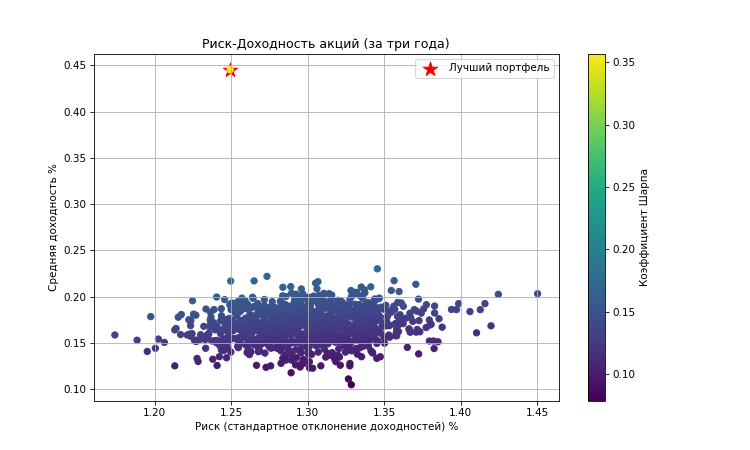 Риск-Доходность акций (за три года)
Лучший портфель
Средняя доходность %
0.45
0.40
0.35
0.30
0.25
0.20
0.15
0.10
1.20 1.25 1.30 1.35 1.40 1.45
Риск (стандартное отклонение доходностей) %
0.35
0.30
0.25
0.20
0.15
0.10
Коэффициент Шарпа